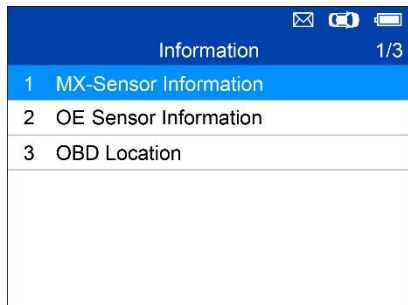 Information 1/3
1 MX-Sensor Information
2 OE Sensor Information
3 OBD Location